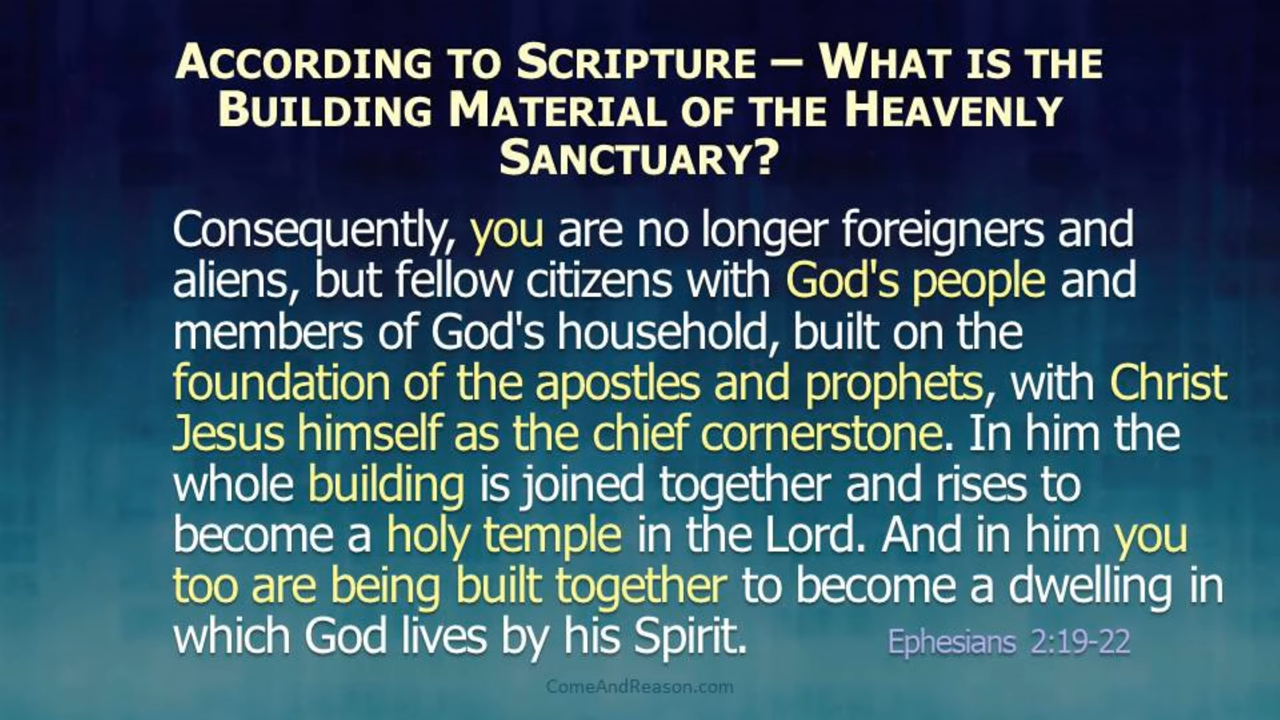 ACCORDING TO SCRIPTURE – WHAT IS THE
BUILDING MATERIAL OF THE HEAVENLY
SANCTUARY?
Consequently, you are no longer foreigners and
aliens, but fellow citizens with God's people and
members of God's household, built on the
foundation of the apostles and prophets, with Christ
Jesus himself as the chief cornerstone. In him the
whole building is joined together and rises to
become a holy temple in the Lord. And in him you
too are being built together to become a dwelling in
which God lives by his Spirit. Ephesians 2:19-22
ComeAndReason.com